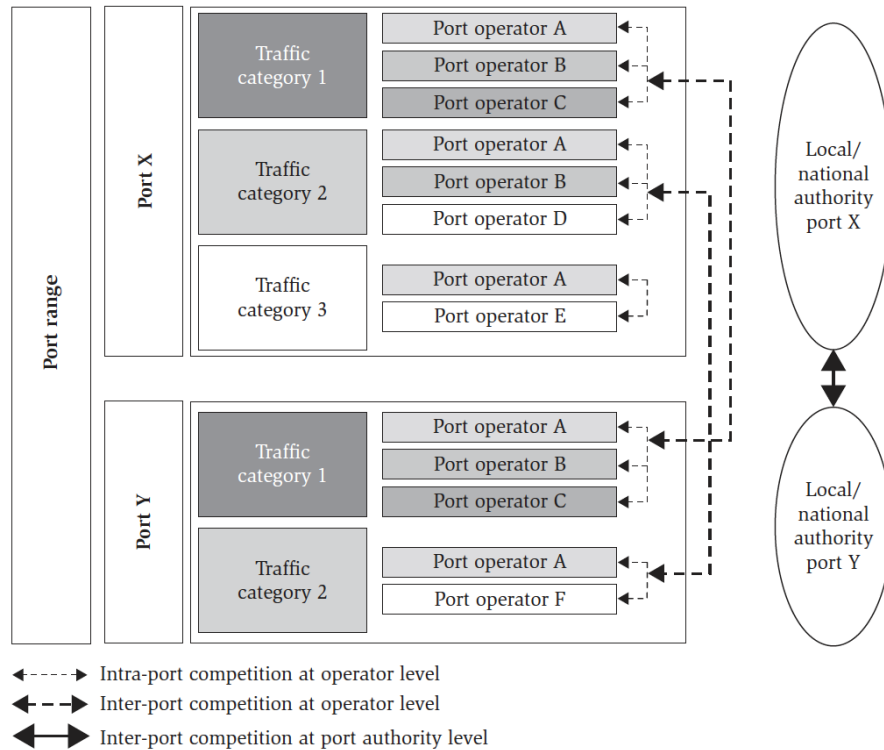 Port range
Port X
Traffic
category 1
Port operator A
Port operator B
Port operator C
Traffic
category 2
Port operator A
Port operator B
Port operator D
Traffic
category 3
Port operator A
Port operator E
Local/
national
authority
port X
Port Y
Traffic
category 1
Port operator A
Port operator B
Port operator C
Traffic
category 2
Port operator A
Port operator F
Local/
national
authority
port Y
Intra-port competition at operator level
Inter-port competition at operator level
Inter-port competition at port authority level